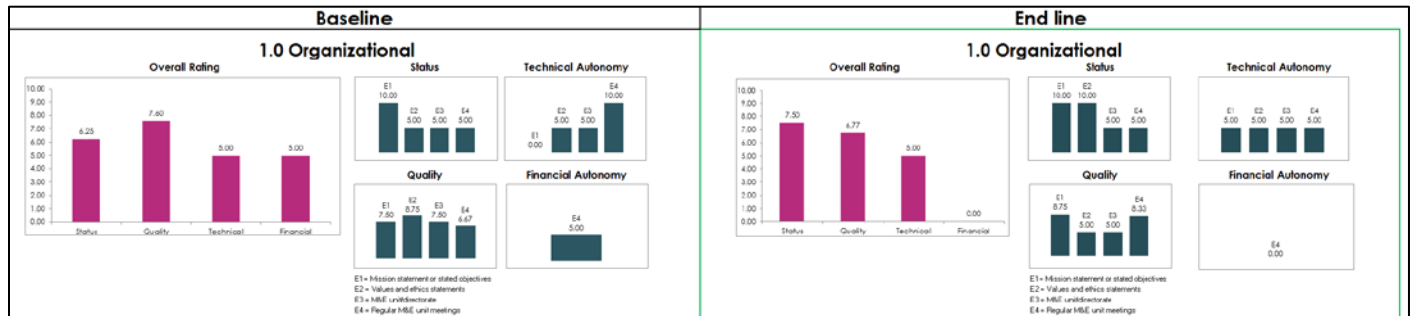 Baseline
1.0 Organizational
Overall Rating
10.00
9.00
8.00
7.00
6.00
5.00
4.00
3.00
2.00
1.00
0.00
6.25
7.60
5.00
5.00
Status
Quality
Technical
Financial
Status
E1
10.00
E2
5.00
E3
5.00
E4
5.00
Technical Autonomy
E1
0.00
E2
5.00
E3
5.00
E4
10.00
Quality
E1
7.50
E2
8.75
E3
7.50
E4
6.67
Financial Autonomy
E4
5.00
E1= Mission statement or stated objectives
E2 = Values and ethics statements
E3 = M&E unit/directorate
E4 = Regular M&E unit meetings
End line
1.0 Organizational
Overall Rating
10.00
9.00
8.00
7.00
6.00
5.00
4.00
3.00
2.00
1.00
0.00
7.50
6.77
5.00
0.00
Status
Quality
Technical
Financial
Status
E1
10.00
E2
10.00
E3
5.00
E4
5.00
Technical Autonomy
E1
5.00
E2
5.00
E3
5.00
E4
5.00
Quality
E1
8.75
E2
5.00
E3
5.00
E4
8.33
Financial Autonomy
E4
0.00
E1= Mission statement or stated objectives
E2 = Values and ethics statements
E3 = M&E unit/directorate
E4 = Regular M&E unit meetings